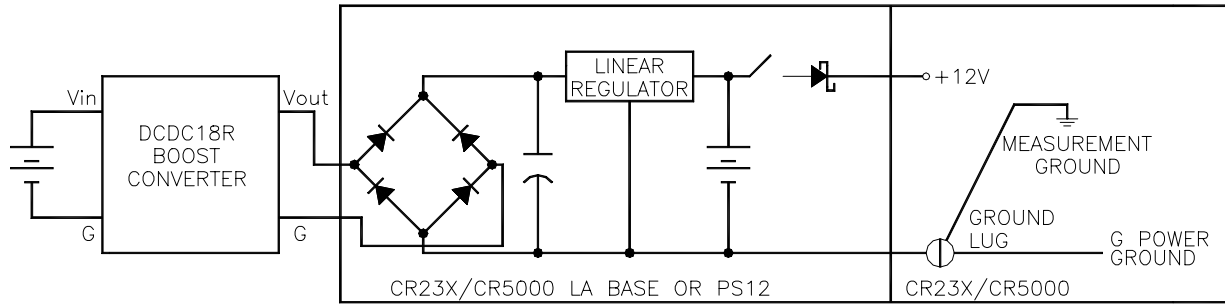 Vin
Vout
DCDC18R
BOOST
CONVERTER
G
G
LINEAR
REGULATOR
+12V
MEASUREMENT
GROUND
GROUND
LUG
G POWER
GROUND
CR23X/CR5000 LA BASE OR PS12
CR23X/CR5000